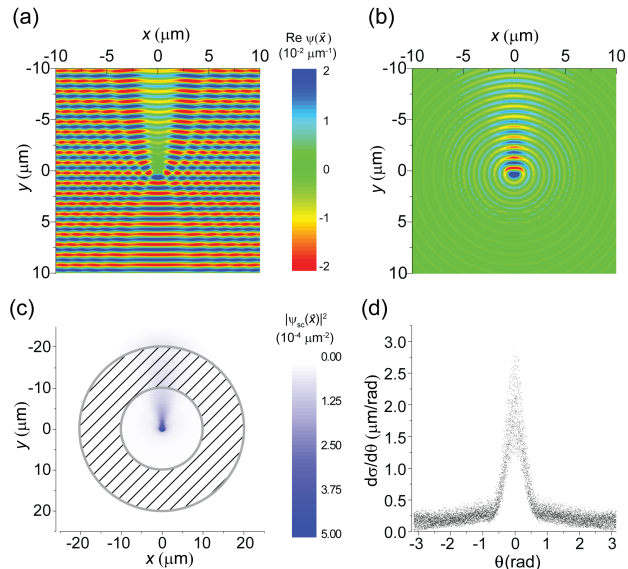 (a)
x (μm)
-10 -5 0 5 10
y (μm)
-10
-5
0
5
10
Re ψ(x̃)
(10⁻² μm⁻¹)
2
1
0
-1
-2
(b)
x (μm)
-10 -5 0 5 10
y (μm)
-10
-5
0
5
10
(c)
y (μm)
-20
-10
0
10
20
-20 -10 0 10 20
x (μm)
|ψsc(x̃)|²
(10⁻⁴ μm⁻²)
0.00
1.25
2.50
3.75
5.00
(d)
dσ/dθ (μm/rad)
3.0
2.5
2.0
1.5
1.0
0.5
0.0
-3 -2 -1 0 1 2 3
θ(rad)